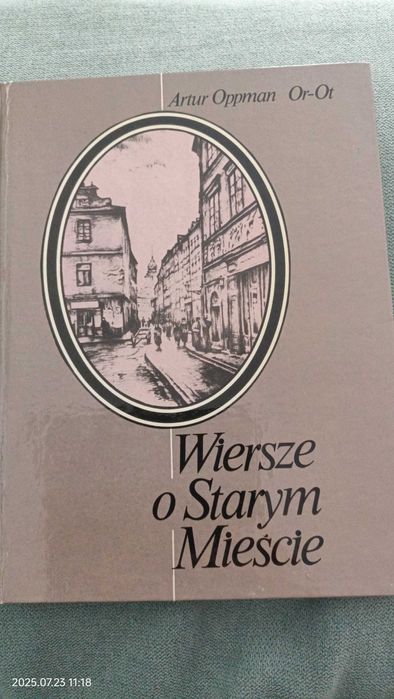 Artur Oppman Or-Ot
Wiersze
o Starym
Mieście
2025.07.23 11:18